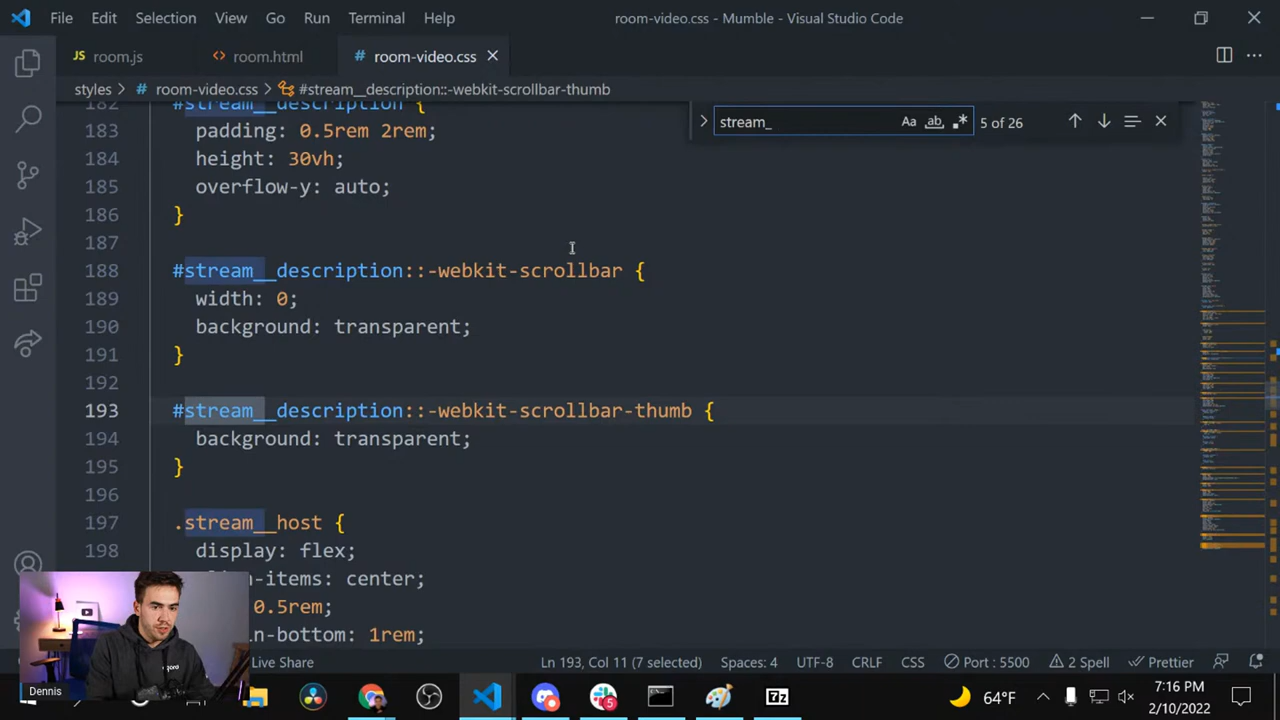 File Edit Selection View Go Run Terminal Help room-video.css - Mumble - Visual Studio Code
JS room.js <> room.html # room-video.css
styles > # room-video.css > #stream__description::-webkit-scrollbar-thumb
stream_ Aa ab .* 5 of 26
182 #stream__description {
183 padding: 0.5rem 2rem;
184 height: 30vh;
185 overflow-y: auto;
186 }
187
188 #stream__description::-webkit-scrollbar {
189 width: 0;
190 background: transparent;
191 }
192
193 #stream__description::-webkit-scrollbar-thumb {
194 background: transparent;
195 }
196
197 .stream__host {
198 display: flex;
n-items: center;
0.5rem;
n-bottom: 1rem;
Live Share Ln 193, Col 11 (7 selected) Spaces: 4 UTF-8 CRLF CSS Port : 5500 2 Spell Prettier
Dennis
5
7z
64°F
7:16 PM
2/10/2022